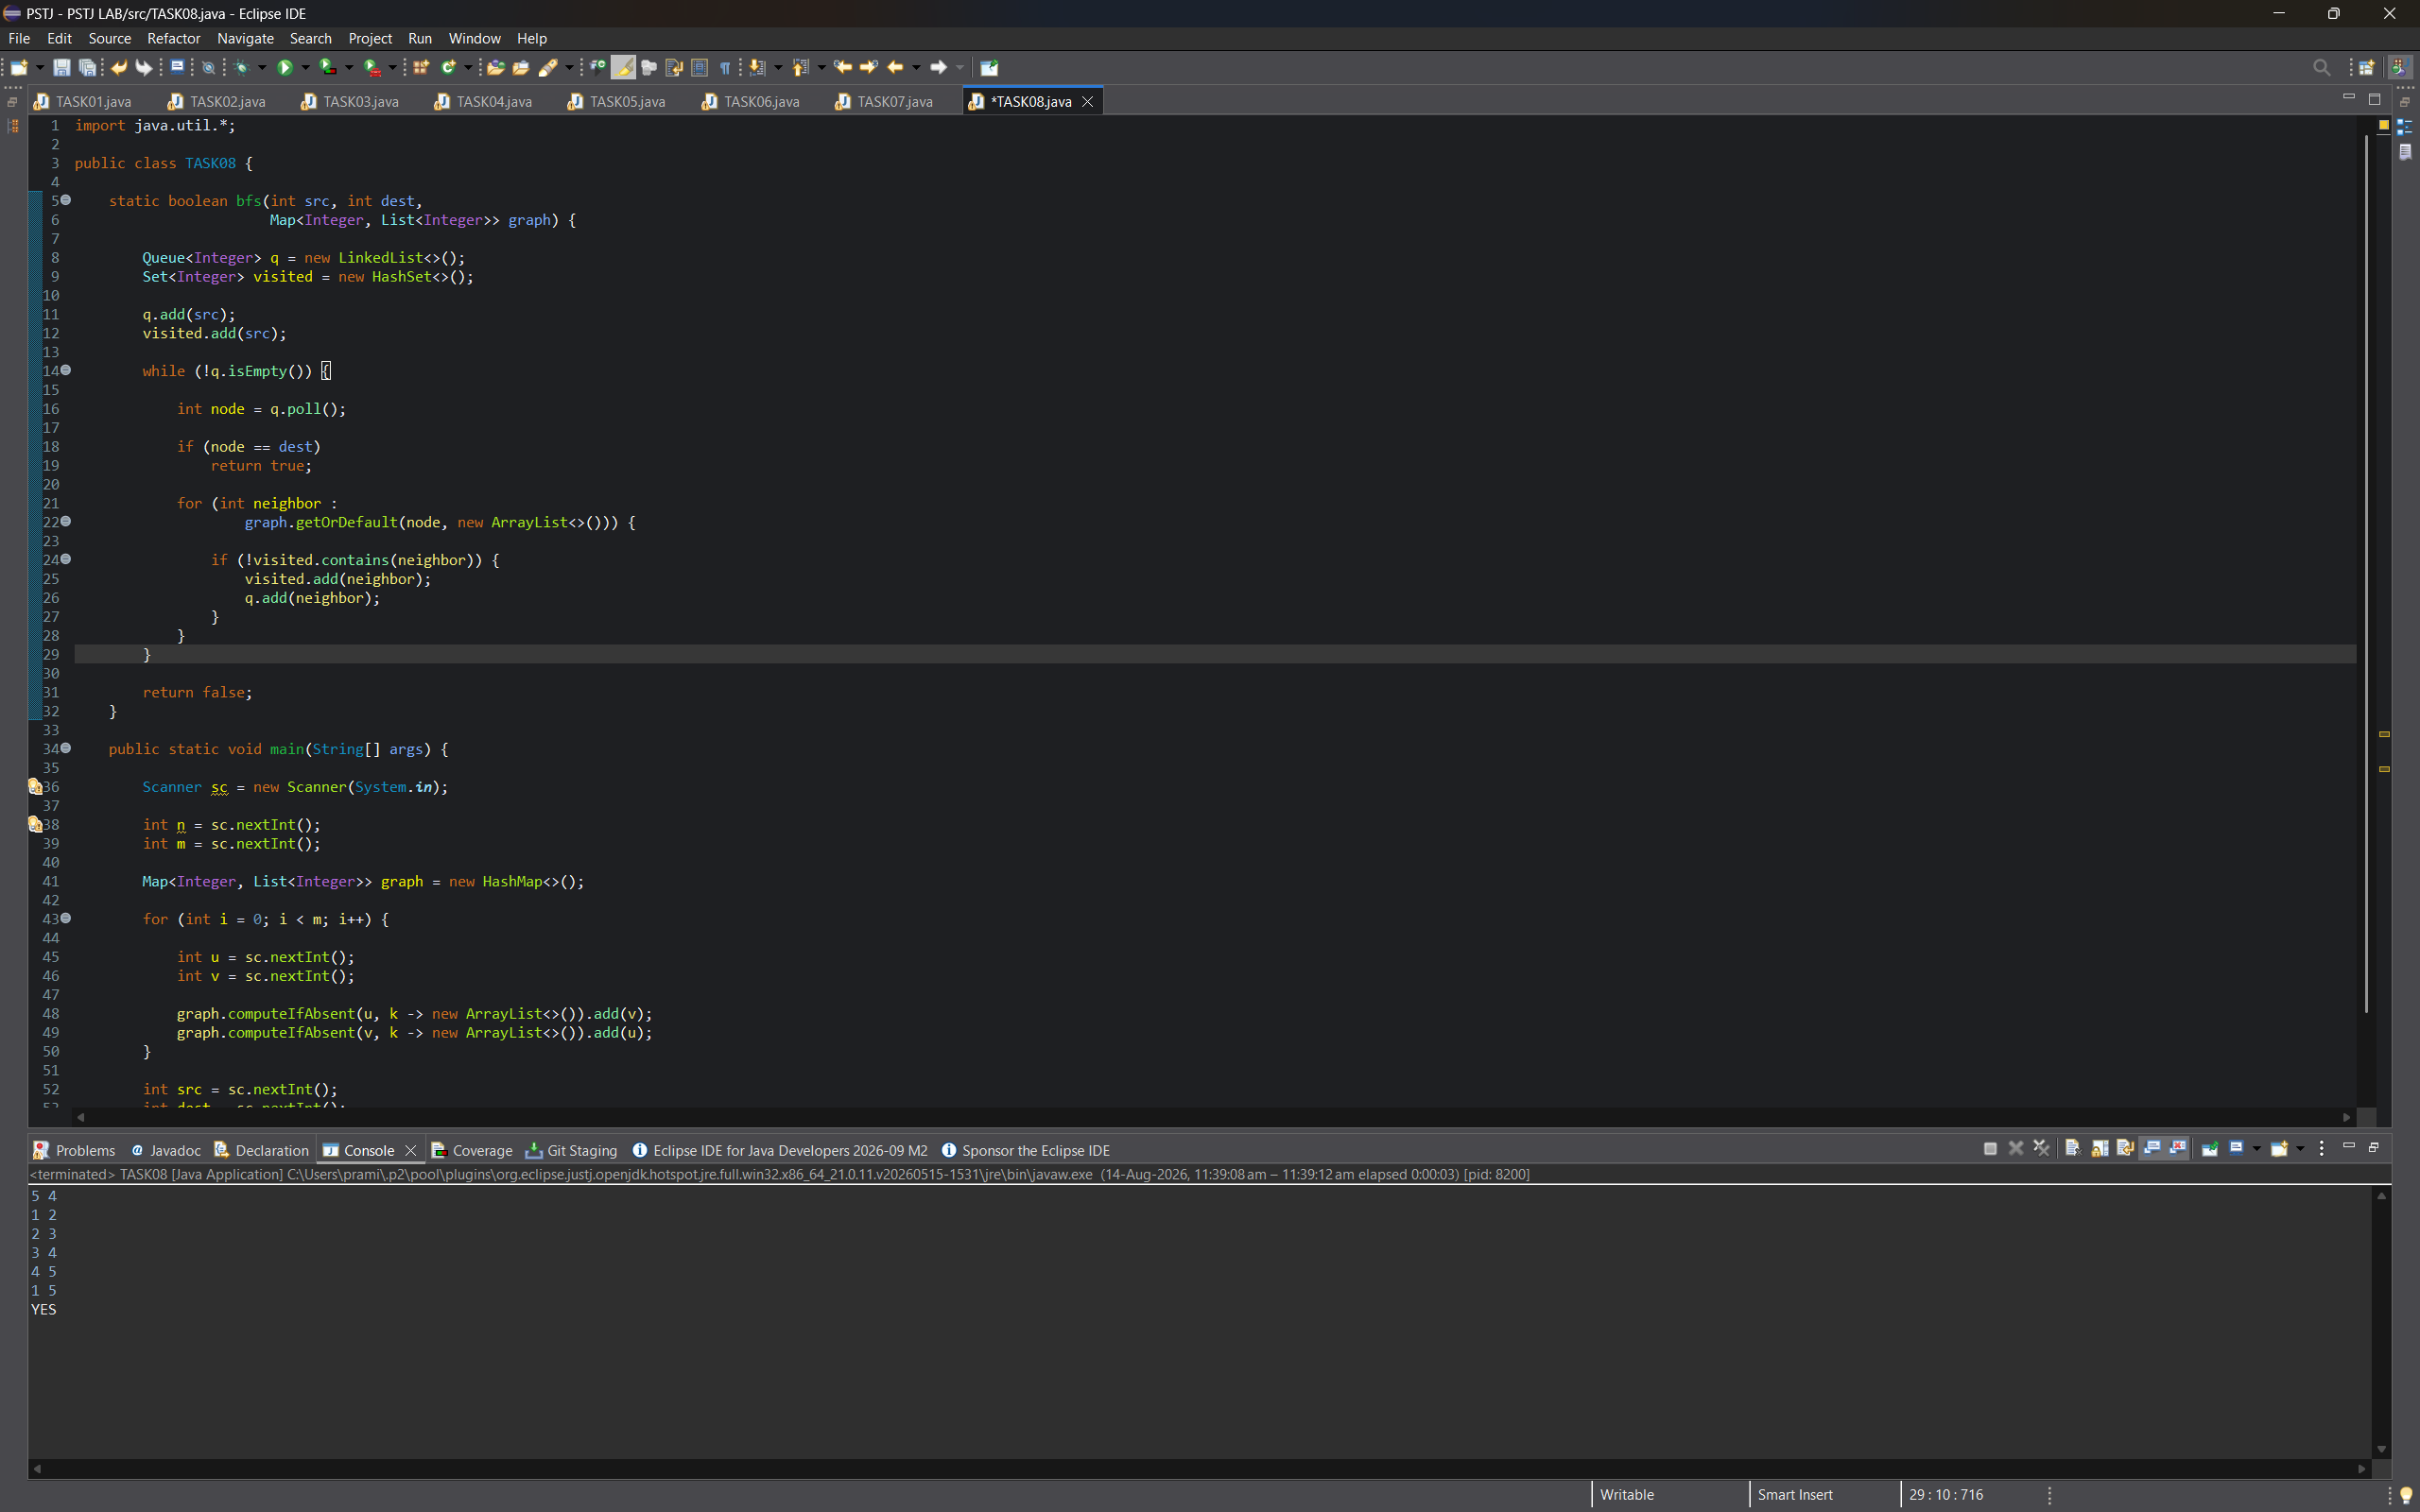 PSTJ - PSTJ LAB/src/TASK08.java - Eclipse IDE
File Edit Source Refactor Navigate Search Project Run Window Help
TASK01.java TASK02.java TASK03.java TASK04.java TASK05.java TASK06.java TASK07.java *TASK08.java
1 import java.util.*;
2
3 public class TASK08 {
4
5 static boolean bfs(int src, int dest,
6 Map<Integer, List<Integer>> graph) {
7
8 Queue<Integer> q = new LinkedList<>();
9 Set<Integer> visited = new HashSet<>();
10
11 q.add(src);
12 visited.add(src);
13
14 while (!q.isEmpty()) {
15
16 int node = q.poll();
17
18 if (node == dest)
19 return true;
20
21 for (int neighbor :
22 graph.getOrDefault(node, new ArrayList<>())) {
23
24 if (!visited.contains(neighbor)) {
25 visited.add(neighbor);
26 q.add(neighbor);
27 }
28 }
29 }
30
31 return false;
32 }
33
34 public static void main(String[] args) {
35
36 Scanner sc = new Scanner(System.in);
37
38 int n = sc.nextInt();
39 int m = sc.nextInt();
40
41 Map<Integer, List<Integer>> graph = new HashMap<>();
42
43 for (int i = 0; i < m; i++) {
44
45 int u = sc.nextInt();
46 int v = sc.nextInt();
47
48 graph.computeIfAbsent(u, k -> new ArrayList<>()).add(v);
49 graph.computeIfAbsent(v, k -> new ArrayList<>()).add(u);
50 }
51
52 int src = sc.nextInt();
53 int dest = sc.nextInt();
Problems @ Javadoc Declaration Console Coverage Git Staging Eclipse IDE for Java Developers 2026-09 M2 Sponsor the Eclipse IDE
<terminated> TASK08 [Java Application] C:\Users\prami\.p2\pool\plugins\org.eclipse.justj.openjdk.hotspot.jre.full.win32.x86_64_21.0.11.v20260515-1531\jre\bin\javaw.exe (14-Aug-2026, 11:39:08 am – 11:39:12 am elapsed 0:00:03) [pid: 8200]
5 4
1 2
2 3
3 4
4 5
1 5
YES
Writable Smart Insert 29 : 10 : 716